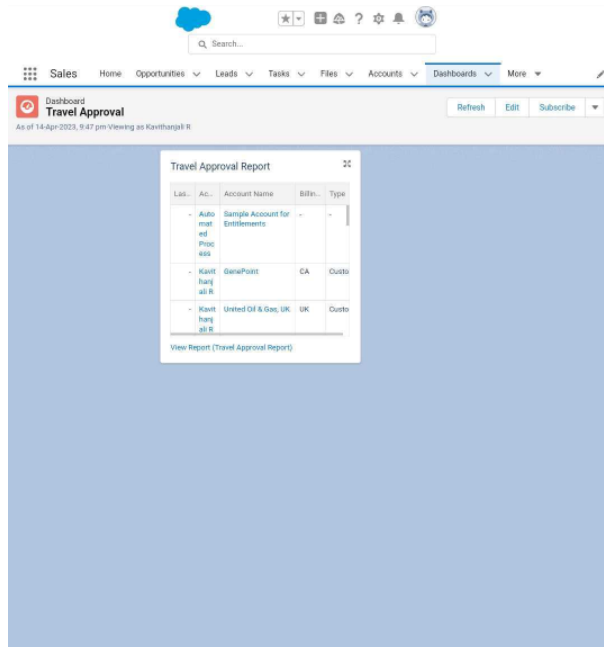 Search...
Sales Home Opportunities Leads Tasks Files Accounts Dashboards More
Dashboard
Travel Approval
As of 14-Apr-2023, 9:47 pm·Viewing as Kavithanjali R
Refresh Edit Subscribe
Travel Approval Report
Las... Ac... Account Name Billin... Type
- Auto Sample Account for - -
mat Entitlements
ed
Proc
ess
- Kavit GenePoint CA Custo
hanj
ali R
- Kavit United Oil & Gas, UK UK Custo
hanj
ali R
View Report (Travel Approval Report)